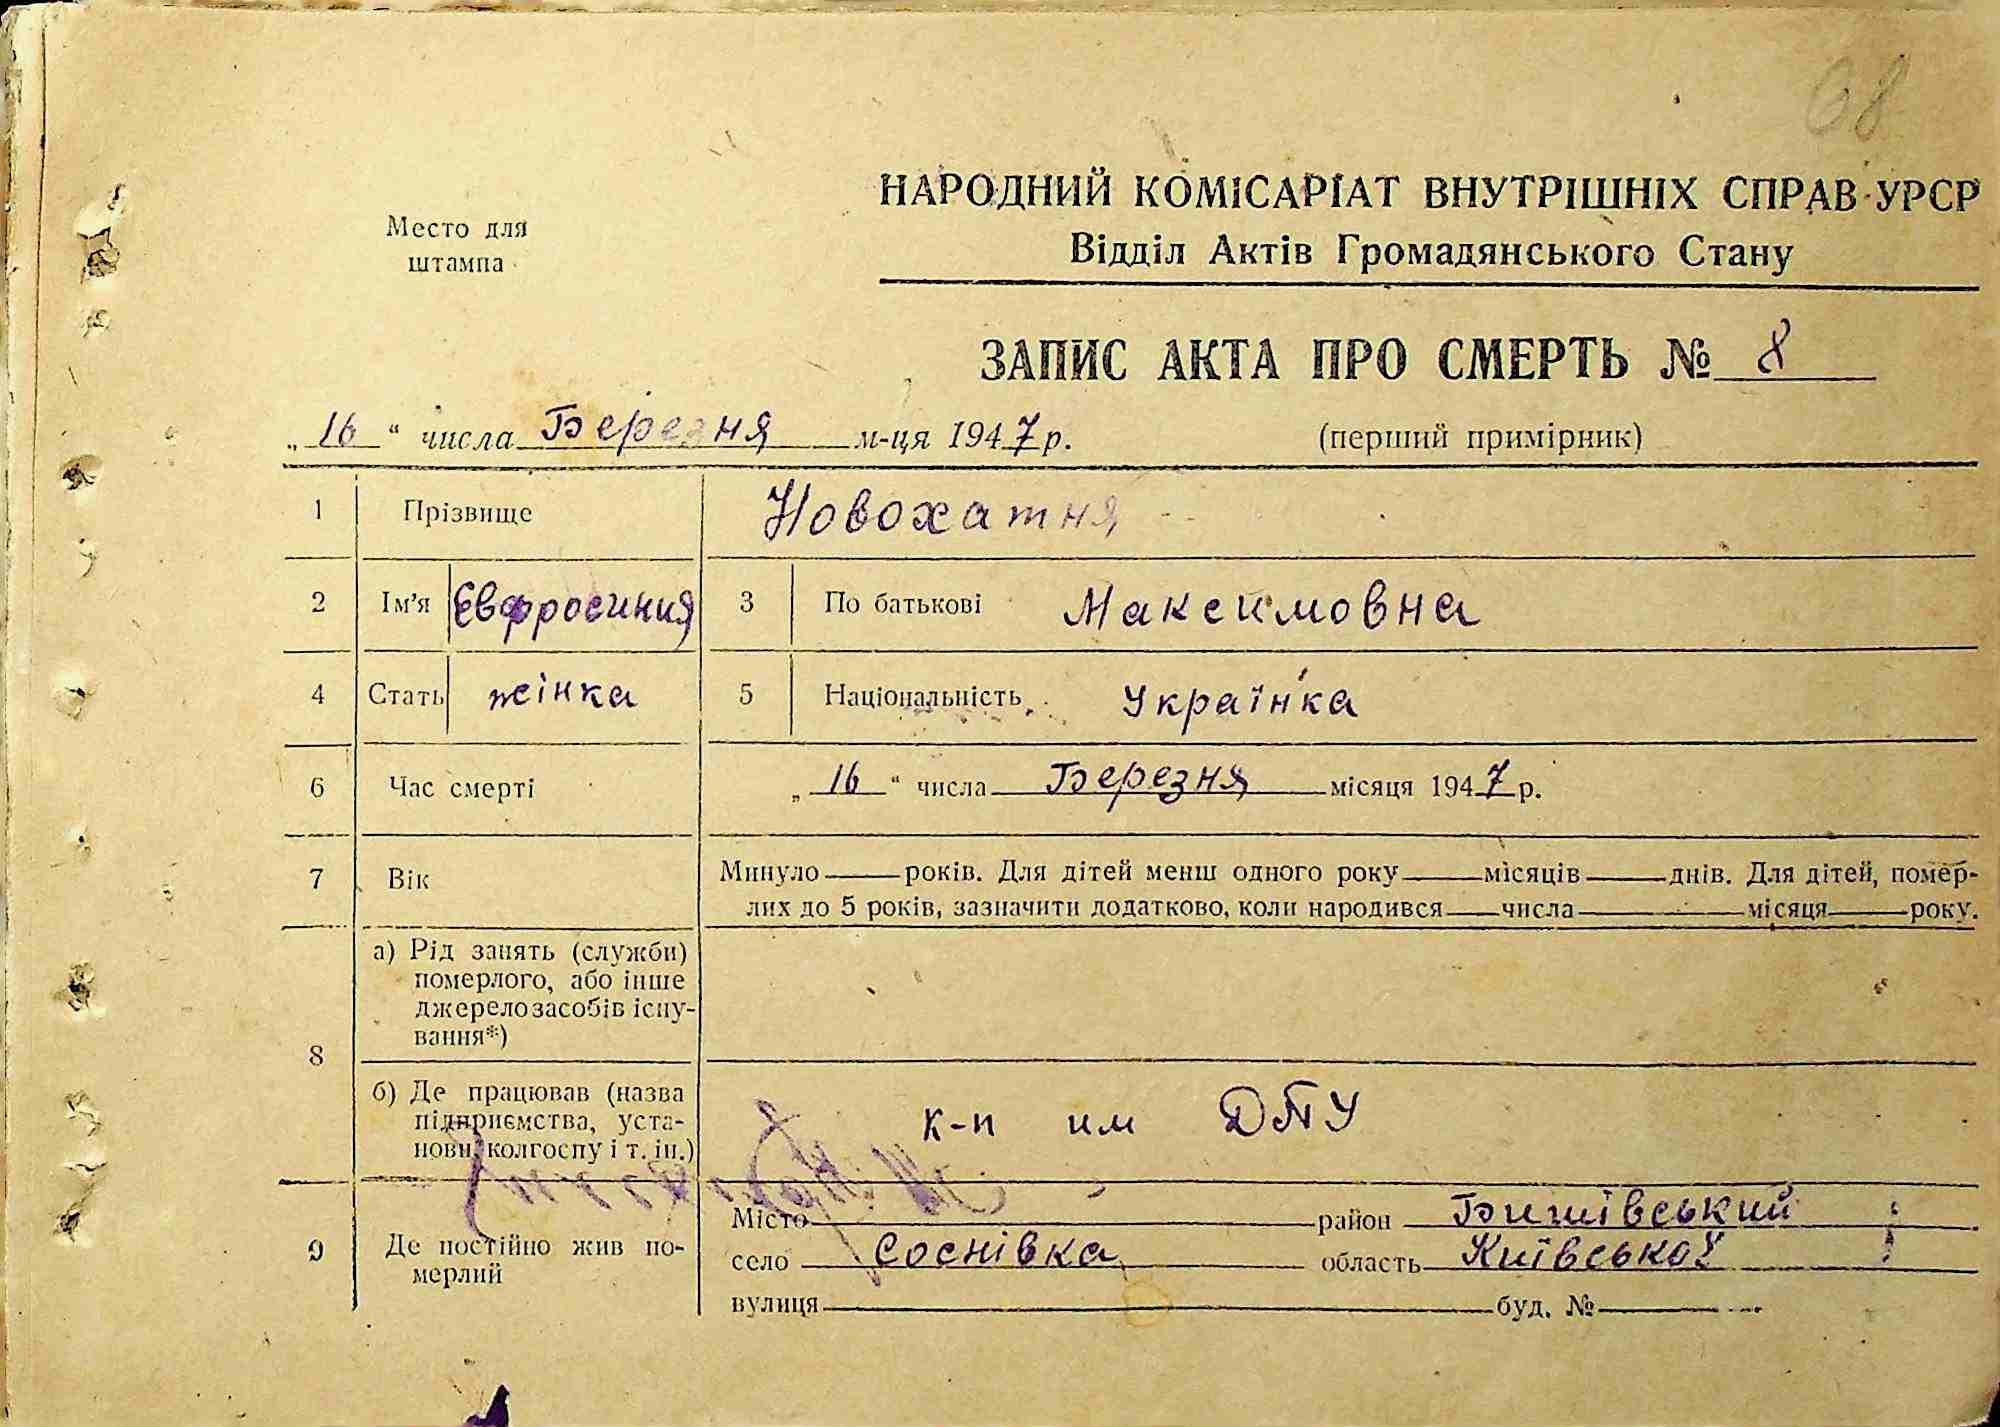 68
НАРОДНИЙ КОМІСАРІАТ ВНУТРІШНІХ СПРАВ УРСР
Место для
штампа
Відділ Актів Громадянського Стану
ЗАПИС АКТА ПРО СМЕРТЬ № 8
„ 16 “ числа Березня м-ця 1947 р. (перший примірник)
1 Прізвище Новохатня
2 Ім'я Євфросиния 3 По батькові Максимовна
4 Стать жінка 5 Національність Українка
6 Час смерті „ 16 “ числа Березня місяця 1947 р.
7 Вік Минуло роківː Для дітей менш одного року місяців днів. Для дітей, помер-
лих до 5 років, зазначити додатково, коли народився числа місяця року.
8
а) Рід занять (служби)
померлого, або інше
джерело засобів існу-
вання*)
б) Де працював (назва
підприємства, уста-
нови, колгоспу і т. ін.)
к-п им ДПУ
9 Де постійно жив по-
мерлий
Місто район Бишівський
село Соснівка область Київської
вулиця буд. №